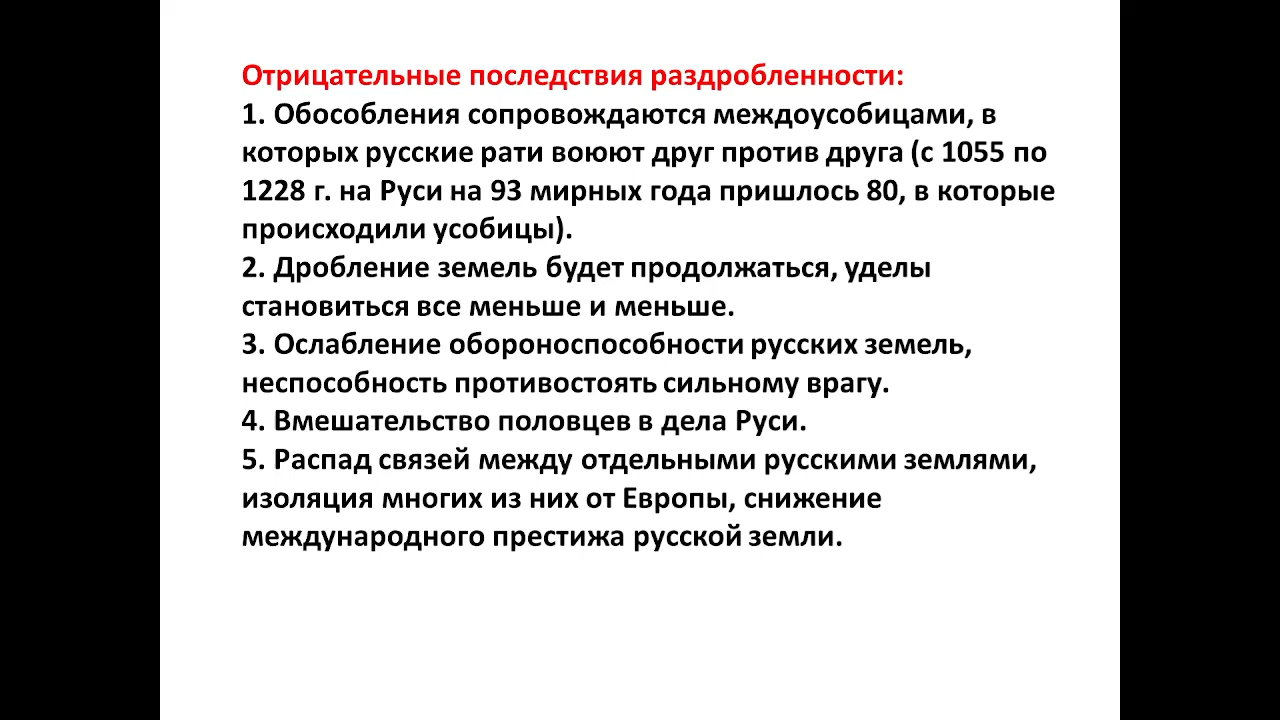 Отрицательные последствия раздробленности:
1. Обособления сопровождаются междоусобицами, в
которых русские рати воюют друг против друга (с 1055 по
1228 г. на Руси на 93 мирных года пришлось 80, в которые
происходили усобицы).
2. Дробление земель будет продолжаться, уделы
становиться все меньше и меньше.
3. Ослабление обороноспособности русских земель,
неспособность противостоять сильному врагу.
4. Вмешательство половцев в дела Руси.
5. Распад связей между отдельными русскими землями,
изоляция многих из них от Европы, снижение
международного престижа русской земли.